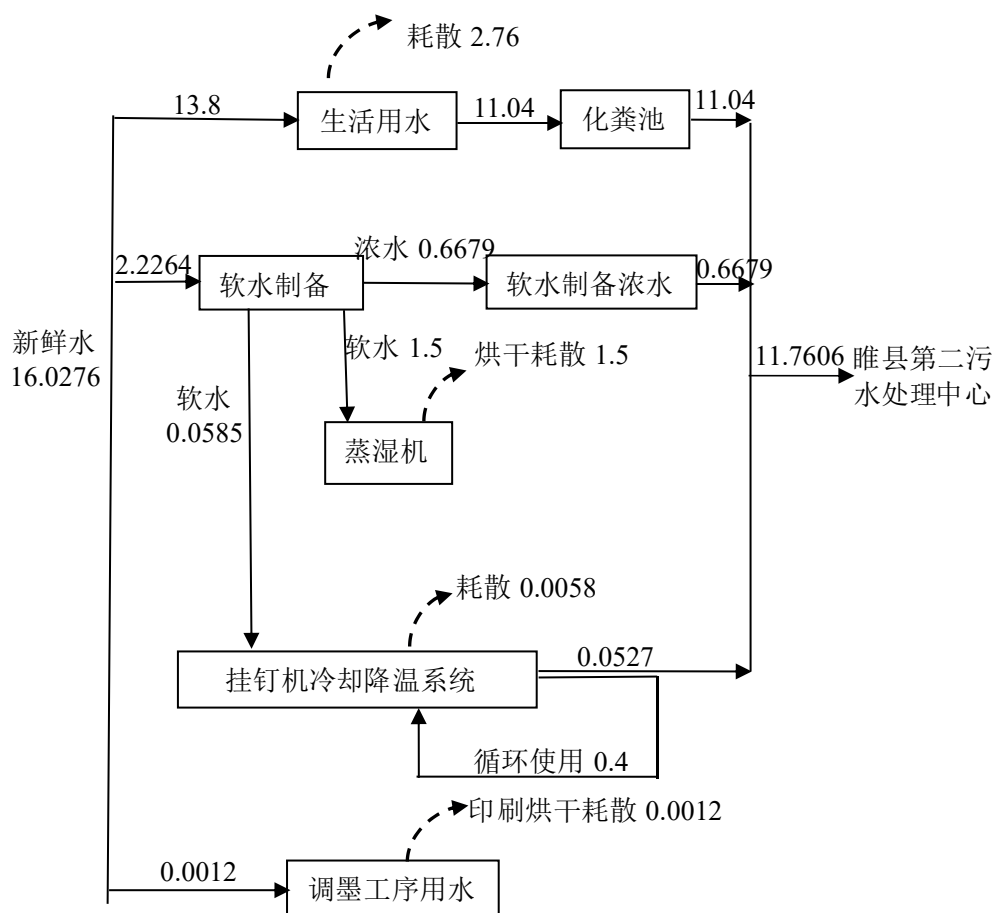 耗散 2.76
13.8
生活用水
11.04
化粪池
11.04
浓水 0.6679
2.2264
软水制备
软水制备浓水
0.6679
新鲜水
16.0276
软水 1.5
烘干耗散 1.5
11.7606
睢县第二污
水处理中心
软水
0.0585
蒸湿机
耗散 0.0058
0.0527
挂钉机冷却降温系统
循环使用 0.4
印刷烘干耗散 0.0012
0.0012
调墨工序用水